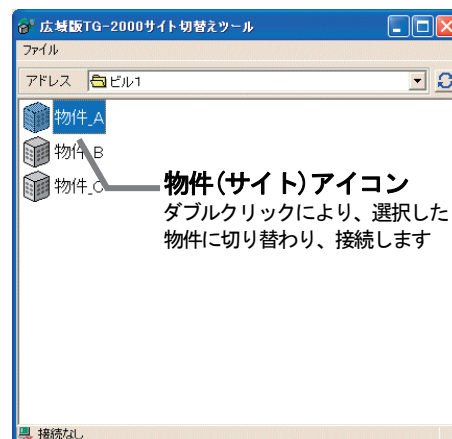 広域版TG-2000サイト切替えツール
ファイル
アドレス ビル1
物件_A
物件_B
物件_C
物件(サイト)アイコン
ダブルクリックにより、選択した
物件に切り替わり、接続します
接続なし